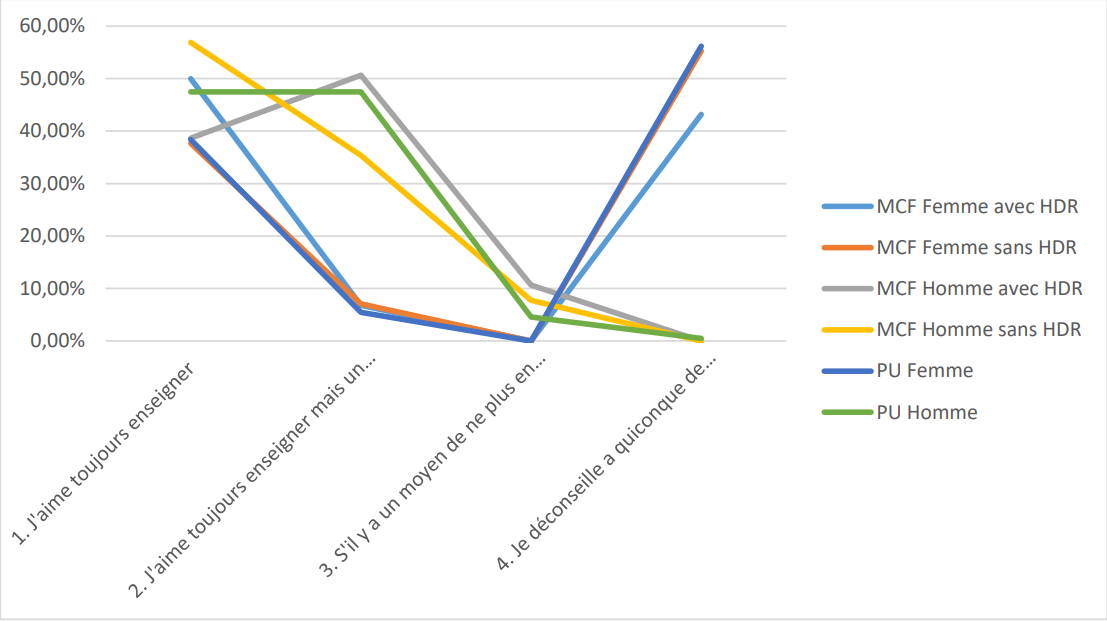 60,00%
50,00%
40,00%
30,00%
20,00%
10,00%
0,00%
1. J'aime toujours enseigner
2. J'aime toujours enseigner mais un...
3. S'il y a un moyen de ne plus en...
4. Je déconseille a quiconque de...
MCF Femme avec HDR
MCF Femme sans HDR
MCF Homme avec HDR
MCF Homme sans HDR
PU Femme
PU Homme